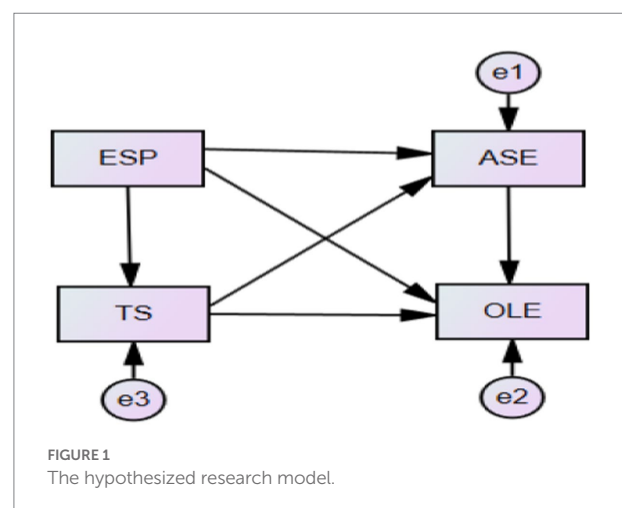 e1
ESP
ASE
TS
OLE
e3
e2
FIGURE 1
The hypothesized research model.